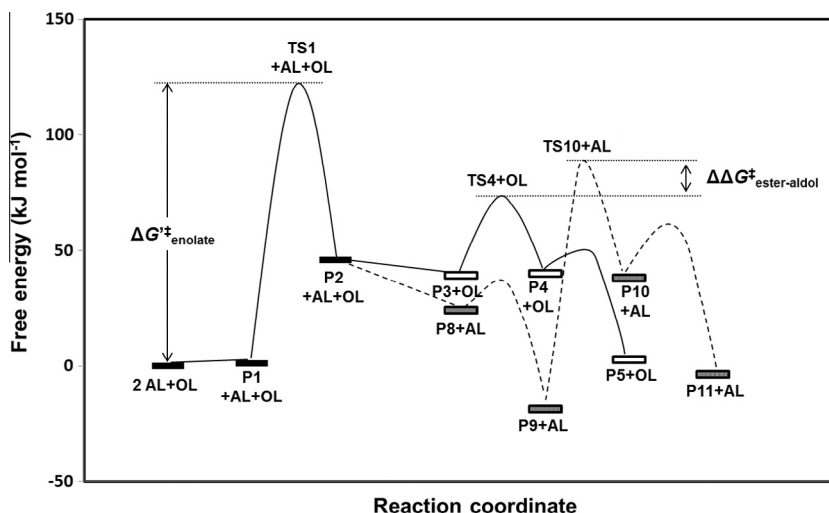 150
100
50
0
-50
Free energy (kJ mol⁻¹)
Reaction coordinate
TS1
+AL+OL
ΔG'‡enolate
2 AL+OL
P1
+AL+OL
P2
+AL+OL
P3+OL
P8+AL
TS4+OL
P4
+OL
P9+AL
TS10+AL
P10
+AL
P5+OL
P11+AL
ΔΔG‡ester-aldol